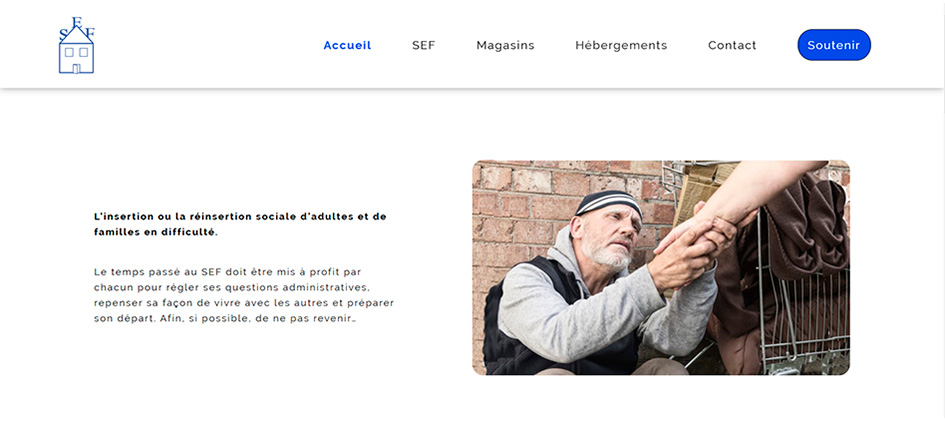 SEF
Accueil SEF Magasins Hébergements Contact Soutenir
L'insertion ou la réinsertion sociale d'adultes et de
familles en difficulté.
Le temps passé au SEF doit être mis à profit par
chacun pour régler ses questions administratives,
repenser sa façon de vivre avec les autres et préparer
son départ. Afin, si possible, de ne pas revenir…